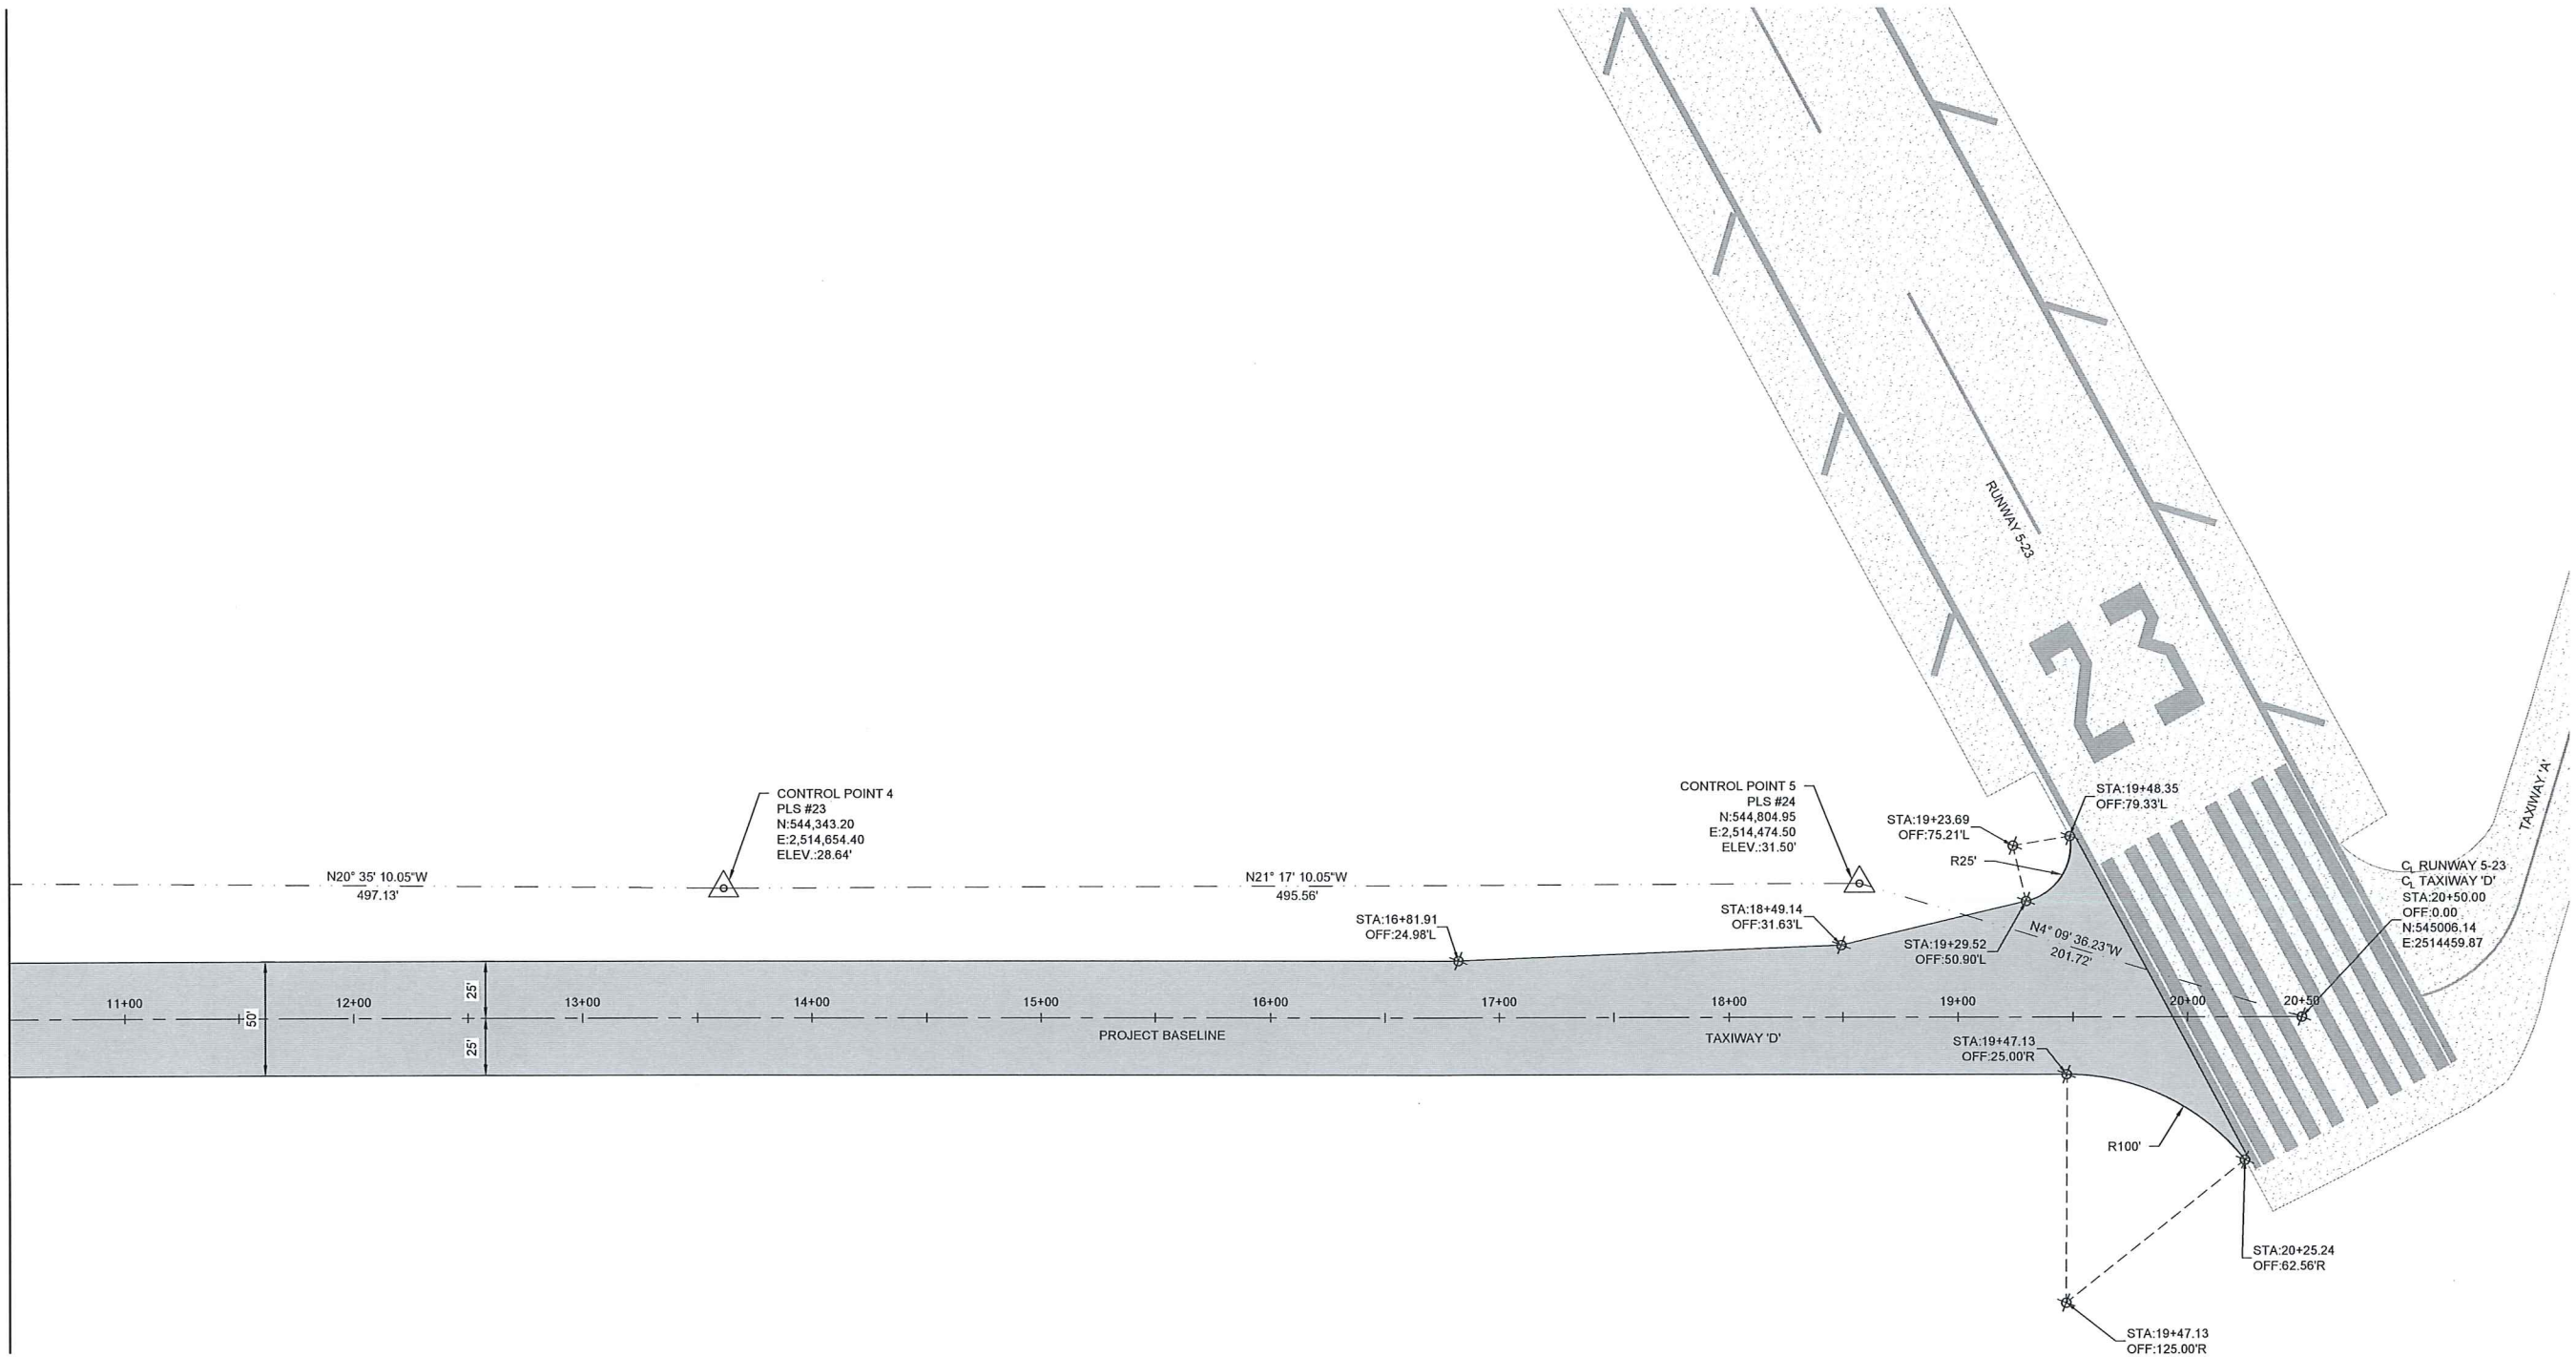 RUNWAY 5-23
23
CONTROL POINT 4
PLS #23
N:544,343.20
E:2,514,654.40
ELEV.:28.64'
CONTROL POINT 5
PLS #24
N:544,804.95
E:2,514,474.50
ELEV.:31.50'
STA:19+48.35
OFF:79.33'L
STA:19+23.69
OFF:75.21'L
R25'
TAXIWAY 'A'
CL RUNWAY 5-23
CL TAXIWAY 'D'
STA:20+50.00
OFF:0.00
N:545006.14
E:2514459.87
N20° 35' 10.05"W
497.13'
N21° 17' 10.05"W
495.56'
STA:16+81.91
OFF:24.98'L
STA:18+49.14
OFF:31.63'L
STA:19+29.52
OFF:50.90'L
N4° 09' 36.23"W
201.72'
11+00
12+00
13+00
14+00
15+00
16+00
17+00
18+00
19+00
20+00
20+50
50'
25'
25'
PROJECT BASELINE
TAXIWAY 'D'
STA:19+47.13
OFF:25.00'R
R100'
STA:20+25.24
OFF:62.56'R
STA:19+47.13
OFF:125.00'R